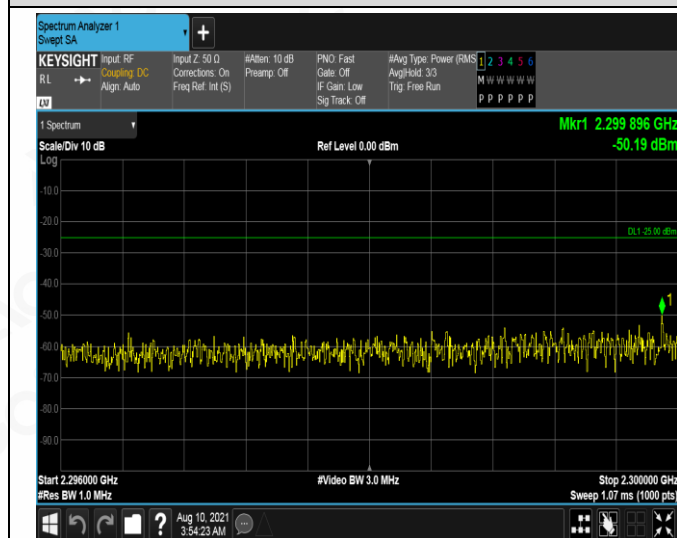 Spectrum Analyzer 1
Swept SA
+
KEYSIGHT
RL
LXI
Input: RF
Coupling: DC
Align: Auto
Input Z: 50 Ω
Corrections: On
Freq Ref: Int (S)
#Atten: 10 dB
Preamp: Off
PNO: Fast
Gate: Off
IF Gain: Low
Sig Track: Off
#Avg Type: Power (RMS
Avg|Hold: 3/3
Trig: Free Run
1 2 3 4 5 6
M W W W W W
P P P P P P
1 Spectrum
Scale/Div 10 dB
Log
Ref Level 0.00 dBm
Mkr1 2.299 896 GHz
-50.19 dBm
-10.0
-20.0
DL1 -25.00 dBm
-30.0
-40.0
1
-50.0
-60.0
-70.0
-80.0
-90.0
Start 2.296000 GHz
#Res BW 1.0 MHz
#Video BW 3.0 MHz
Stop 2.300000 GHz
Sweep 1.07 ms (1000 pts)
?
Aug 10, 2021
3:54:23 AM